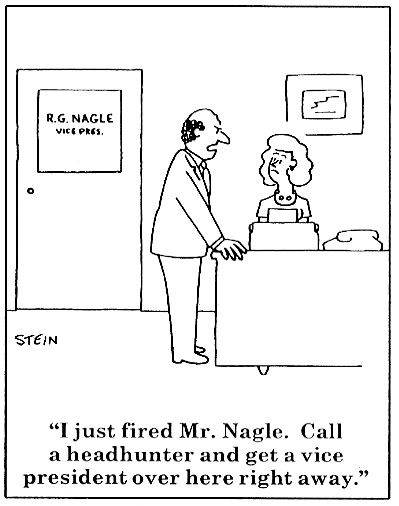 R.G. NAGLE
VICE PRES.
STEIN
“I just fired Mr. Nagle. Call
a headhunter and get a vice
president over here right away.”